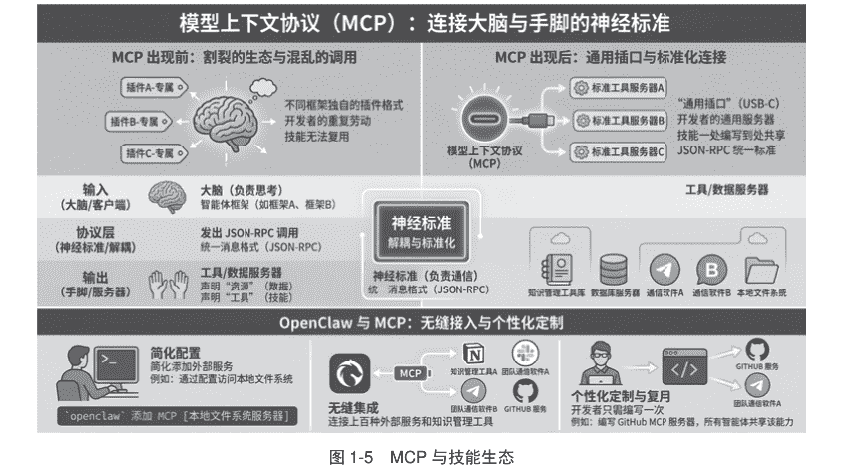 模型上下文协议（MCP）：连接大脑与手脚的神经标准
MCP 出现前：割裂的生态与混乱的调用
插件A-专属
插件B-专属
插件C-专属
不同框架独自的插件格式
开发者的重复劳动
技能无法复用
MCP 出现后：通用插口与标准化连接
模型上下文协议
（MCP）
标准工具服务器A
标准工具服务器B
标准工具服务器C
“通用插口”（USB-C）
开发者的通用服务器
技能一处编写到处共享
JSON-RPC 统一标准
输入
（大脑/客户端）
大脑（负责思考）
智能体框架（如框架A、框架B）
协议层
（神经标准/解耦）
发出 JSON-RPC 调用
统一消息格式（JSON-RPC）
输出
（手脚/服务器）
工具/数据服务器
声明“资源”（数据）
声明“工具”（技能）
神经标准
解耦与标准化
神经标准（负责通信）
统一消息格式（JSON-RPC）
工具/数据服务器
知识管理工具库
数据库服务器
通信软件A
通信软件B
本地文件系统
OpenClaw 与 MCP：无缝接入与个性化定制
简化配置
简化添加外部服务
例如：通过配置访问本地文件系统
`openclaw` 添加 MCP [本地文件系统服务器]
MCP
无缝集成
连接上百种外部服务和知识管理工具
知识管理工具A
团队通信软件A
团队通信软件B
GITHUB 服务
个性化定制与复月
开发者只需编写一次
例如：编写 GitHub MCP 服务器，所有智能体共享该能力
GITHUB 服务
团队通信软件A
图 1-5 MCP 与技能生态